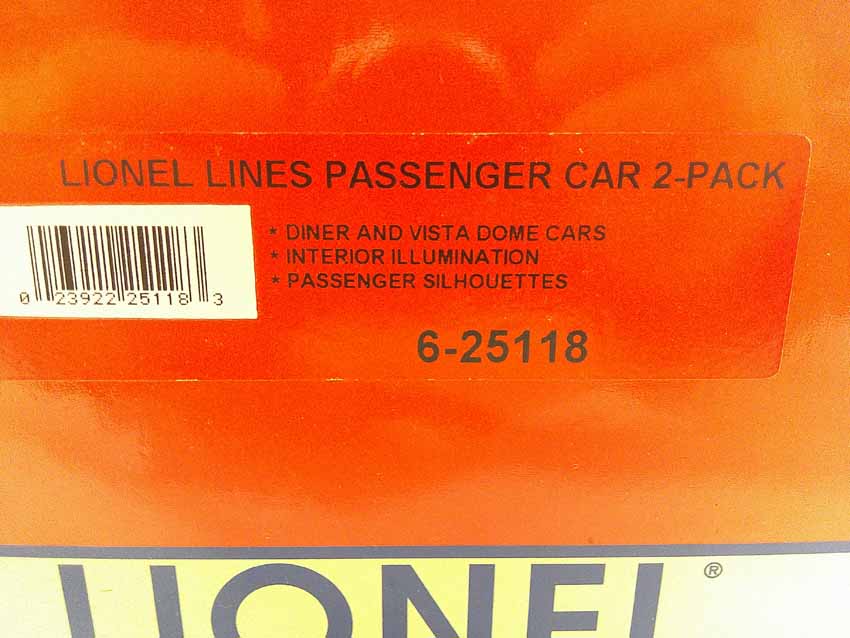 LIONEL LINES PASSENGER CAR 2-PACK
* DINER AND VISTA DOME CARS
* INTERIOR ILLUMINATION
* PASSENGER SILHOUETTES
0 23922 25118 3
6-25118
LIONEL®